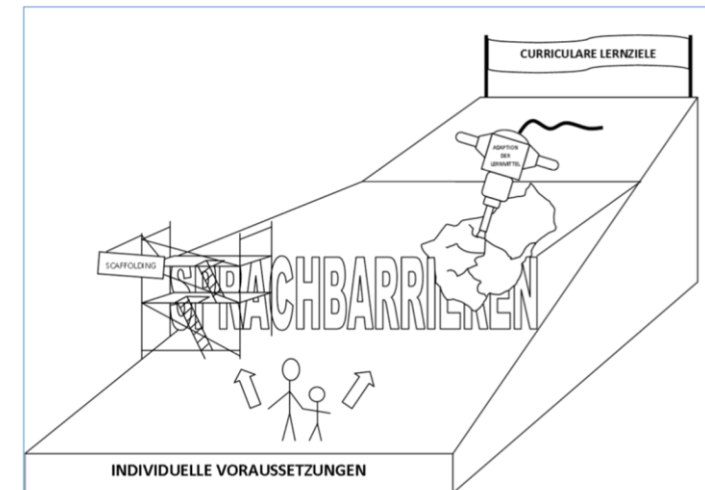 CURRICULARE LERNZIELE
ADAPTION
DER
LERNMITTEL
SCAFFOLDING
SPRACHBARRIEREN
INDIVIDUELLE VORAUSSETZUNGEN